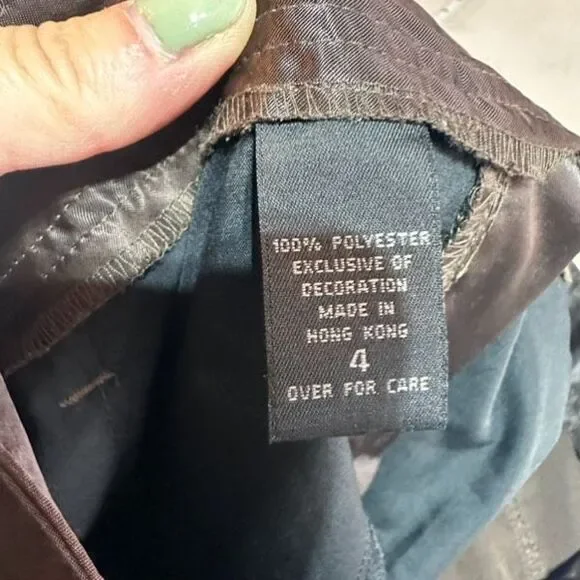 100% POLYESTER
EXCLUSIVE OF
DECORATION
MADE IN
HONG KONG
4
OVER FOR CARE